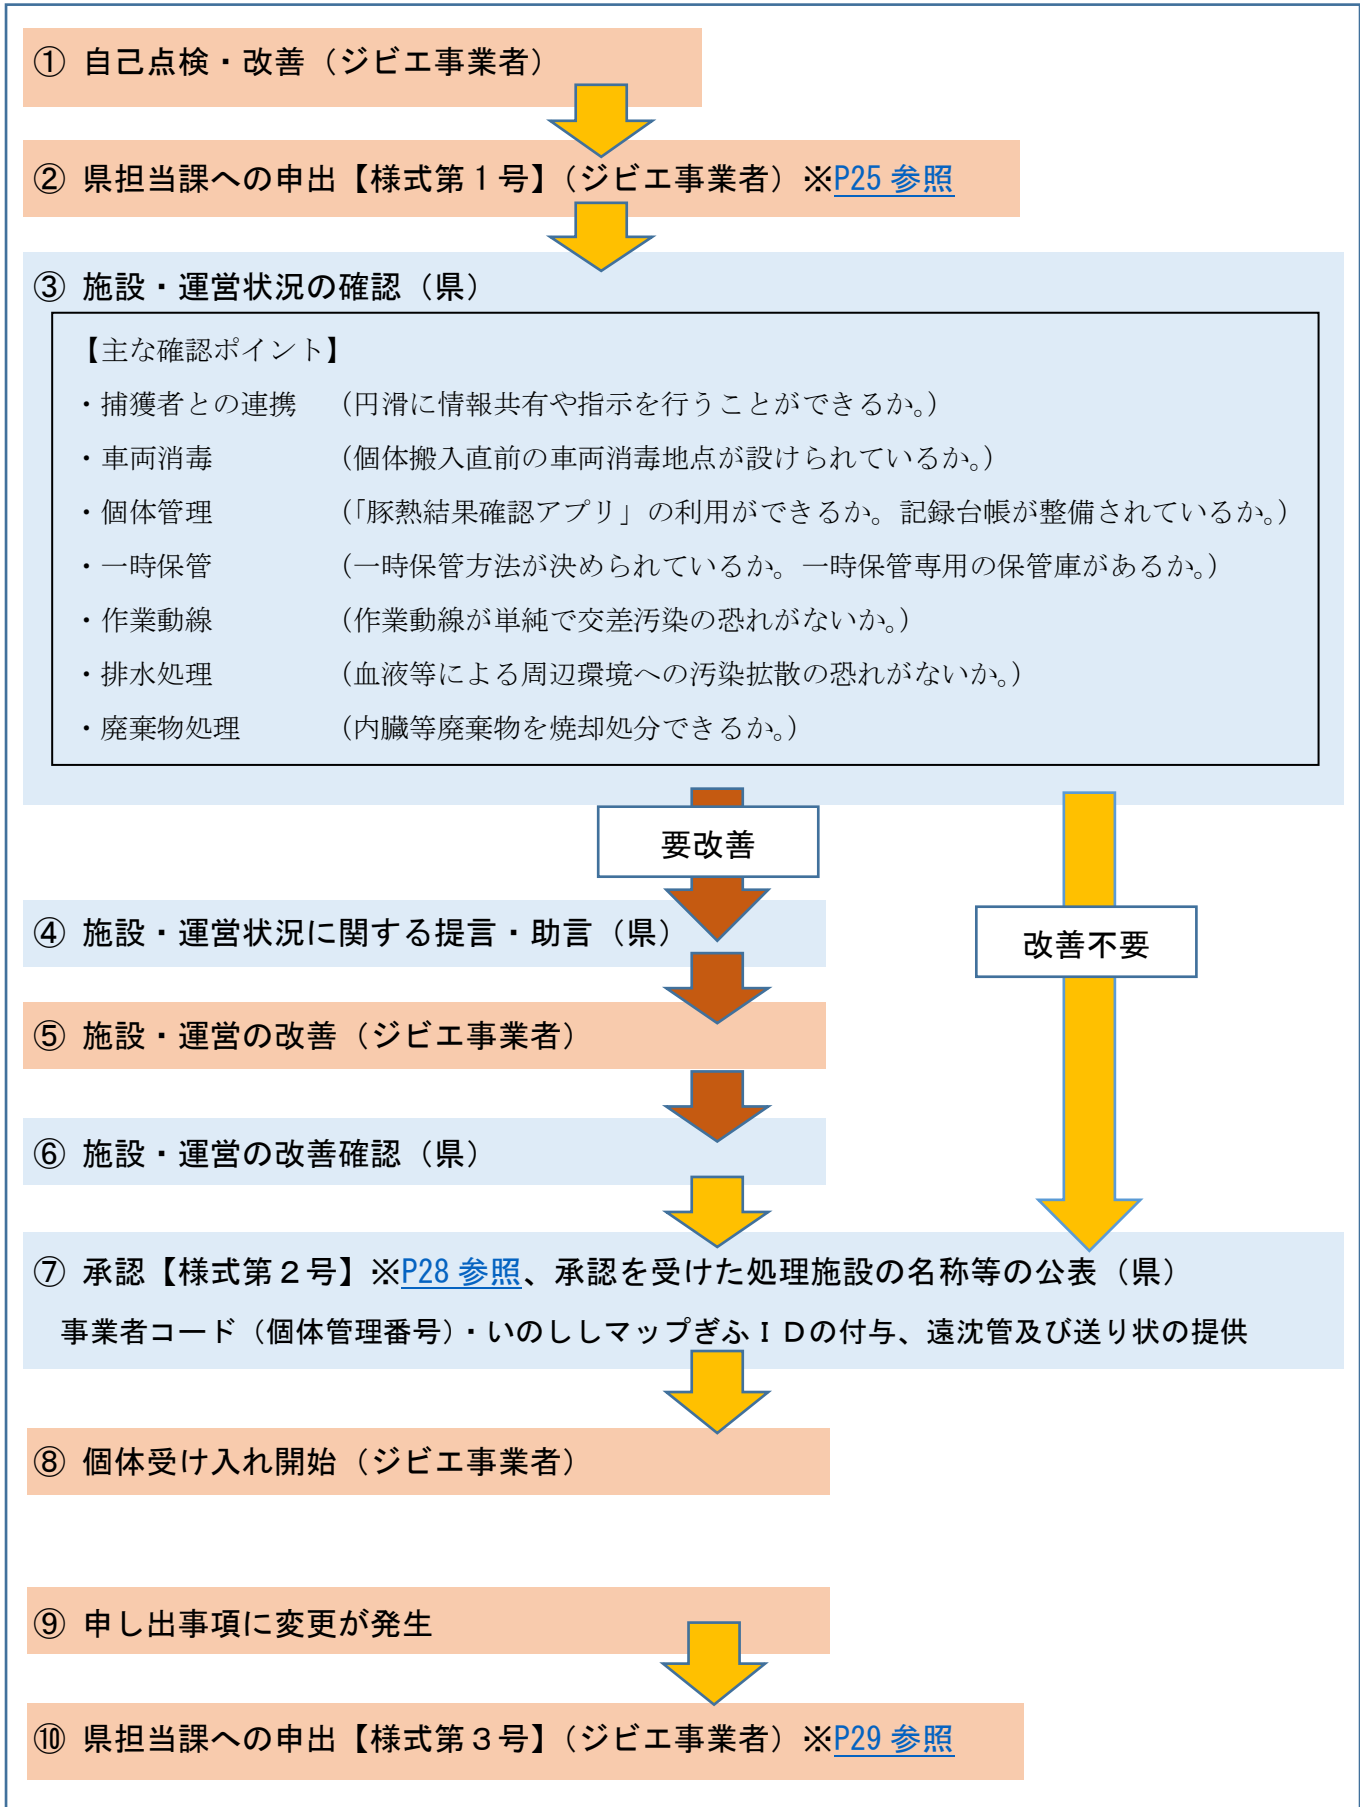 ① 自己点検・改善（ジビエ事業者）
② 県担当課への申出【様式第１号】（ジビエ事業者）※P25 参照
③ 施設・運営状況の確認（県）
【主な確認ポイント】
・捕獲者との連携　（円滑に情報共有や指示を行うことができるか。）
・車両消毒　　　　（個体搬入直前の車両消毒地点が設けられているか。）
・個体管理　　　　（「豚熱結果確認アプリ」の利用ができるか。記録台帳が整備されているか。）
・一時保管　　　　（一時保管方法が決められているか。一時保管専用の保管庫があるか。）
・作業動線　　　　（作業動線が単純で交差汚染の恐れがないか。）
・排水処理　　　　（血液等による周辺環境への汚染拡散の恐れがないか。）
・廃棄物処理　　　（内臓等廃棄物を焼却処分できるか。）
要改善
④ 施設・運営状況に関する提言・助言（県）
改善不要
⑤ 施設・運営の改善（ジビエ事業者）
⑥ 施設・運営の改善確認（県）
⑦ 承認【様式第２号】※P28 参照、承認を受けた処理施設の名称等の公表（県）
事業者コード（個体管理番号）・いのししマップぎふＩＤの付与、遠沈管及び送り状の提供
⑧ 個体受け入れ開始（ジビエ事業者）
⑨ 申し出事項に変更が発生
⑩ 県担当課への申出【様式第３号】（ジビエ事業者）※P29 参照